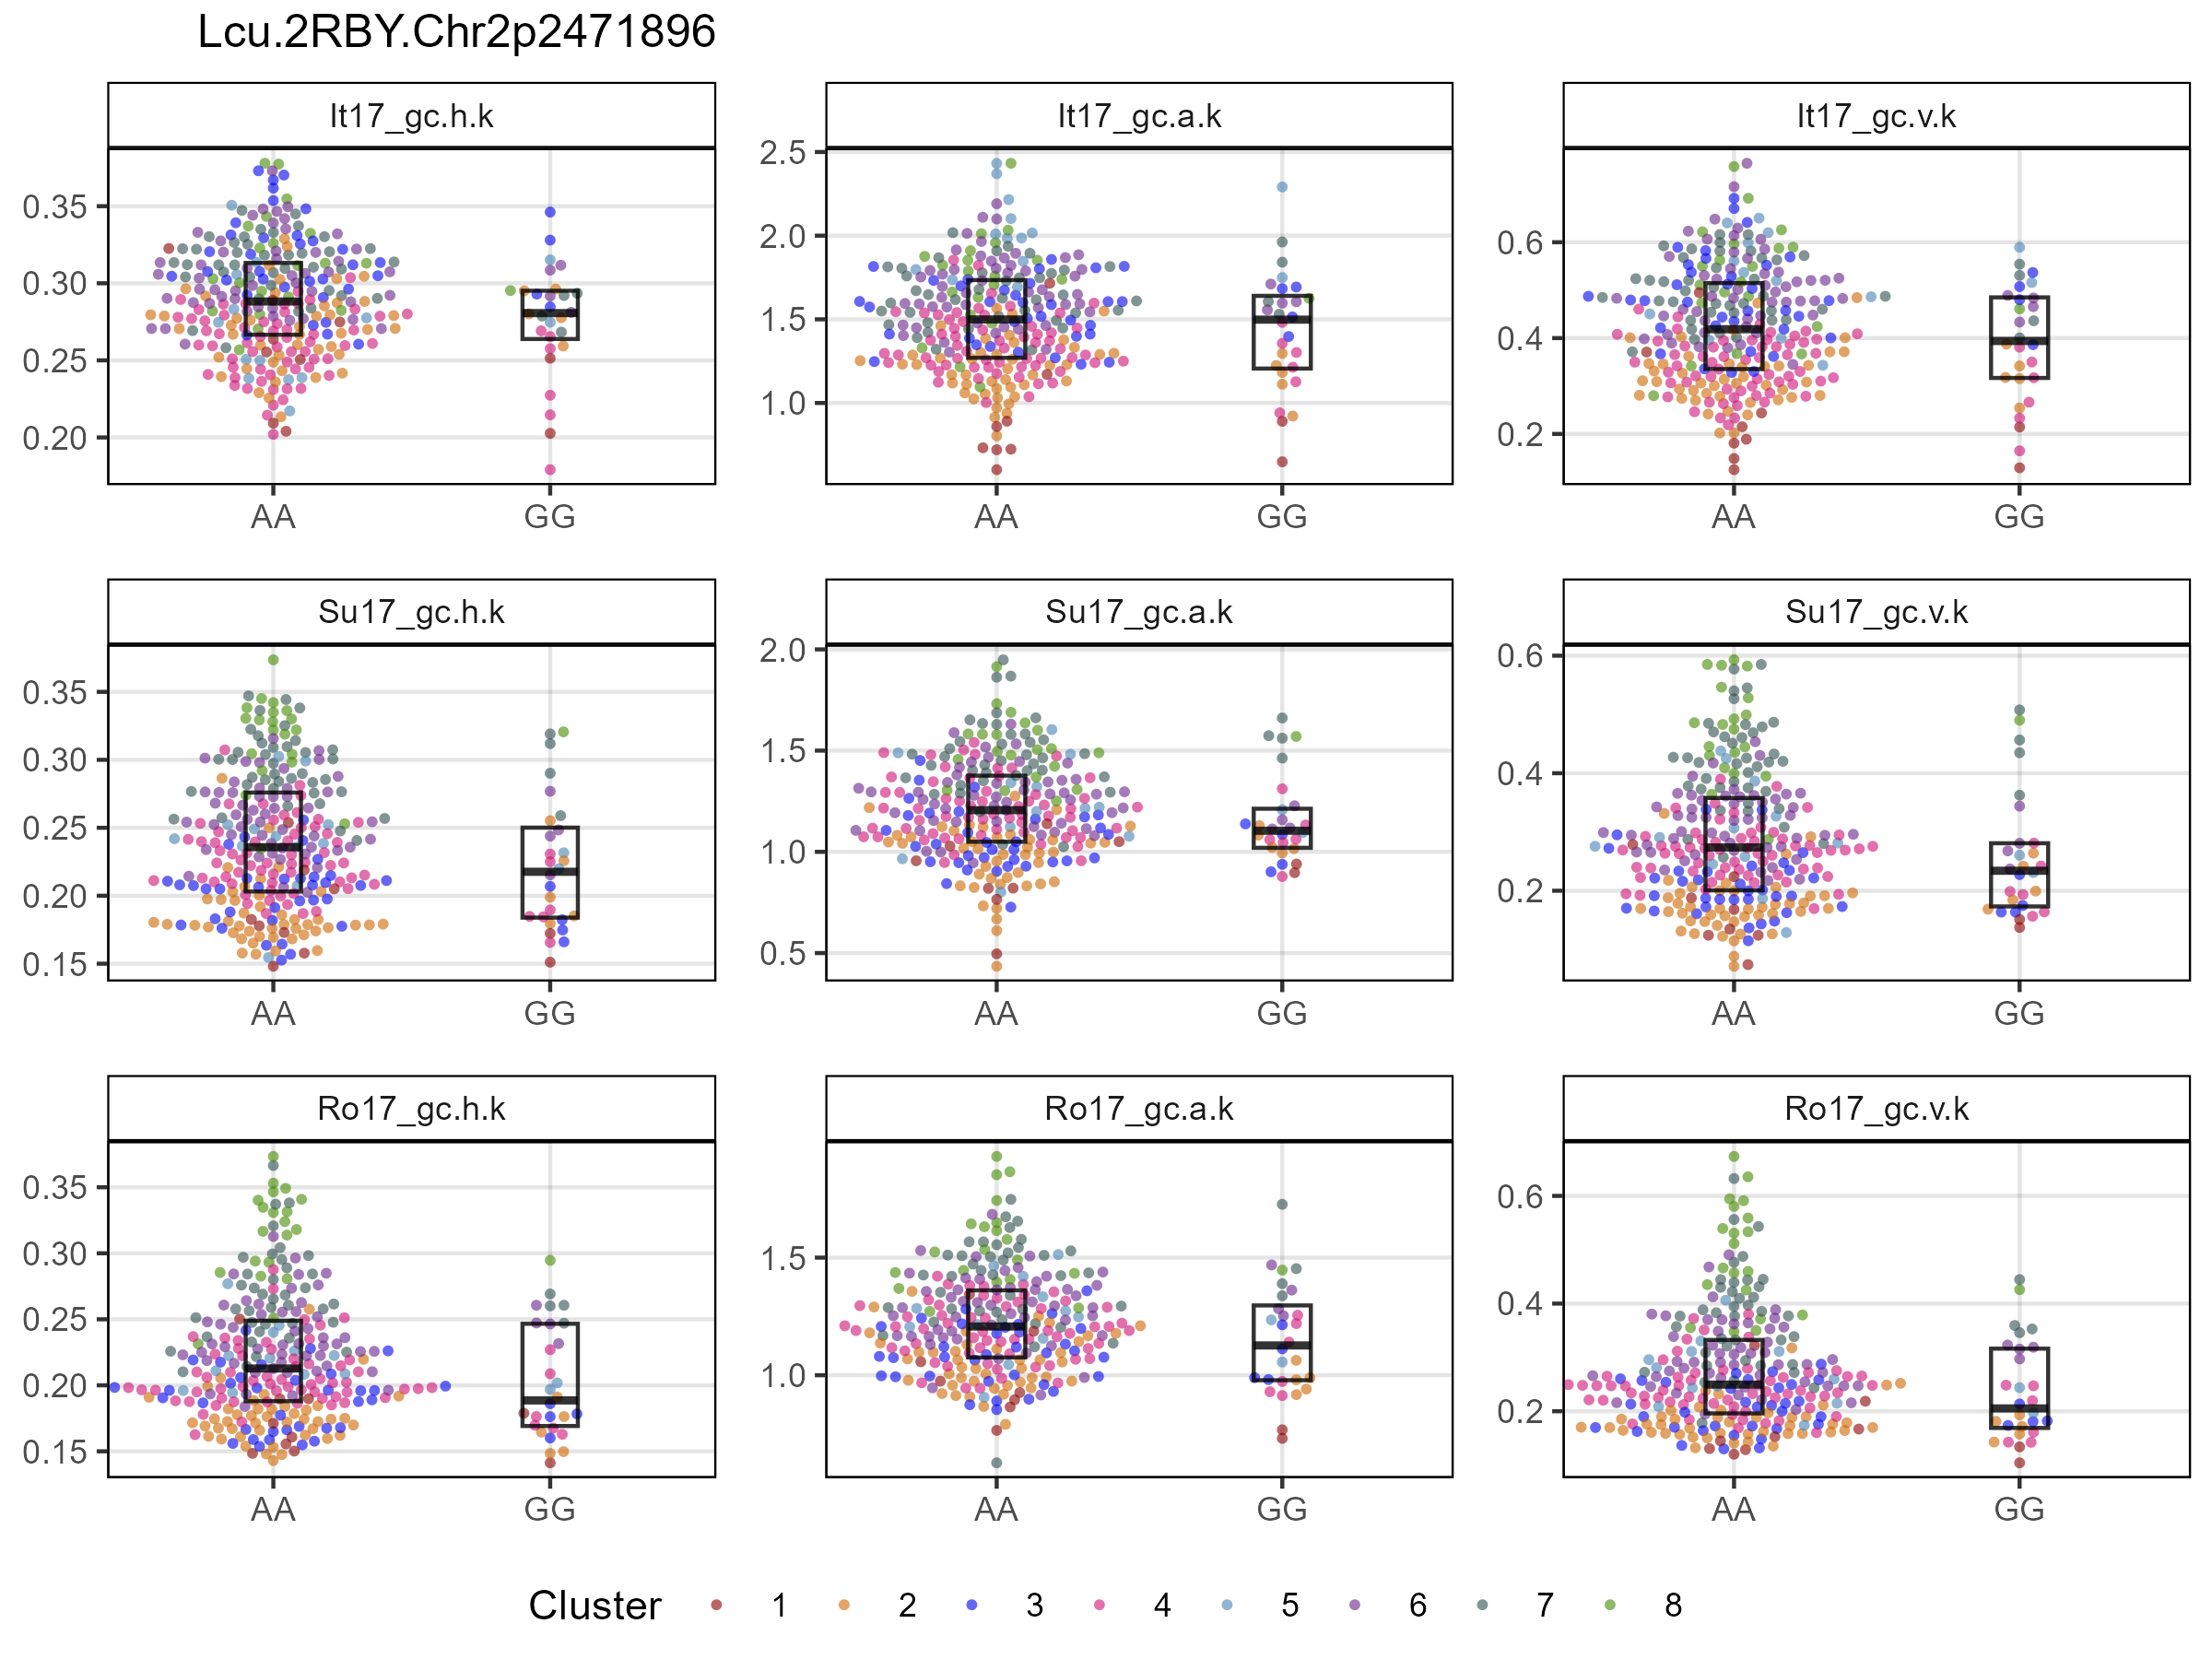 Lcu.2RBY.Chr2p2471896
It17_gc.h.k
It17_gc.a.k
It17_gc.v.k
0.35
0.30
0.25
0.20
AA
GG
2.5
2.0
1.5
1.0
AA
GG
0.6
0.4
0.2
AA
GG
Su17_gc.h.k
Su17_gc.a.k
Su17_gc.v.k
0.35
0.30
0.25
0.20
0.15
AA
GG
2.0
1.5
1.0
0.5
AA
GG
0.6
0.4
0.2
AA
GG
Ro17_gc.h.k
Ro17_gc.a.k
Ro17_gc.v.k
0.35
0.30
0.25
0.20
0.15
AA
GG
1.5
1.0
AA
GG
0.6
0.4
0.2
AA
GG
Cluster 1 2 3 4 5 6 7 8